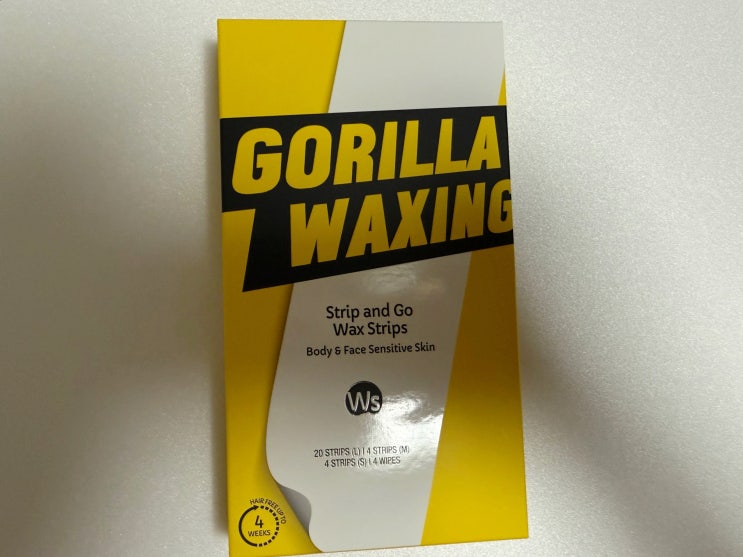 GORILLA
WAXING
Strip and Go
Wax Strips
Body & Face Sensitive Skin
Ws
20 STRIPS (L) I 4 STRIPS (M)
4 STRIPS (S) I 4 WIPES
HAIR FREE UP TO
4
WEEKS